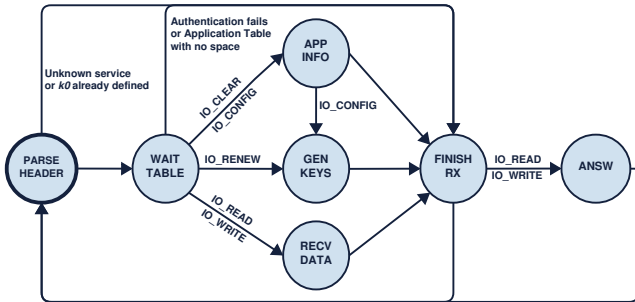 Authentication fails
or Application Table
with no space
Unknown service
or k0 already defined
APP
INFO
IO_CLEAR
IO_CONFIG
IO_CONFIG
PARSE
HEADER
WAIT
TABLE
IO_RENEW
GEN
KEYS
FINISH
RX
IO_READ
IO_WRITE
ANSW
IO_READ
IO_WRITE
RECV
DATA